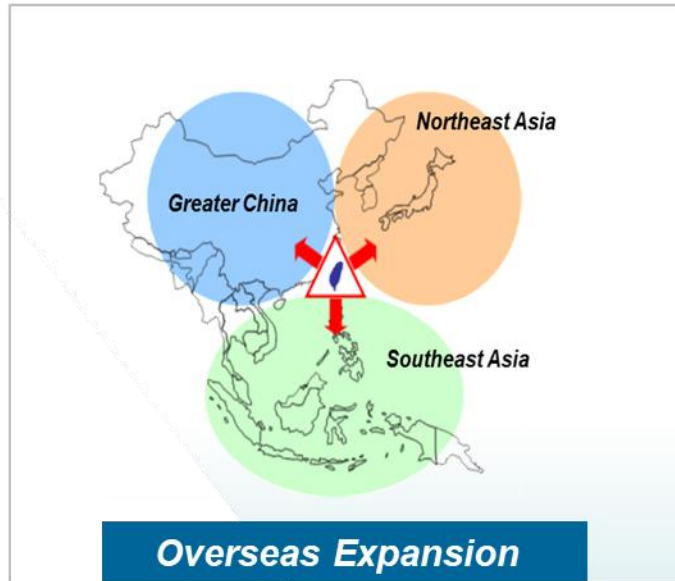 Northeast Asia
Greater China
Southeast Asia
Overseas Expansion